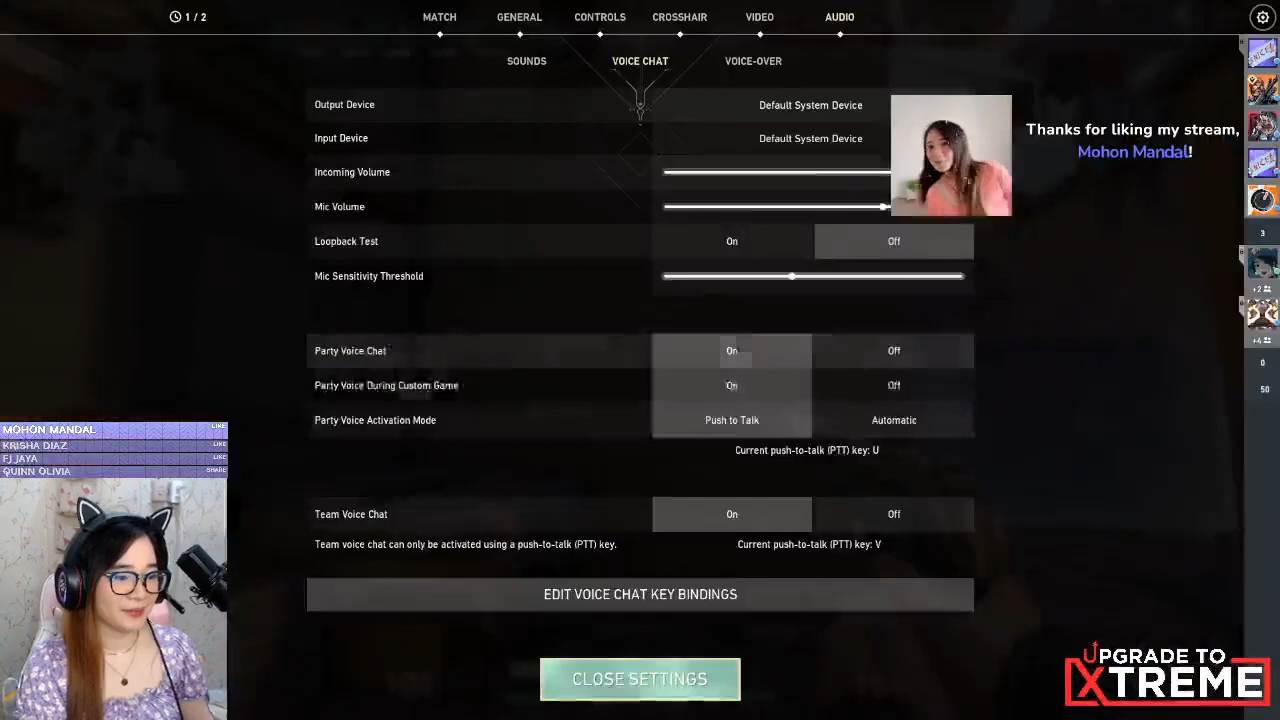 1 / 2
MATCH
GENERAL
CONTROLS
CROSSHAIR
VIDEO
AUDIO
SOUNDS
VOICE CHAT
VOICE-OVER
Output Device
Default System Device
Input Device
Default System Device
Incoming Volume
Mic Volume
Loopback Test
On
Off
Mic Sensitivity Threshold
Party Voice Chat
On
Off
Party Voice During Custom Game
On
Off
Party Voice Activation Mode
Push to Talk
Automatic
Current push-to-talk (PTT) key: U
Team Voice Chat
On
Off
Team voice chat can only be activated using a push-to-talk (PTT) key.
Current push-to-talk (PTT) key: V
EDIT VOICE CHAT KEY BINDINGS
CLOSE SETTINGS
Thanks for liking my stream,
Mohon Mandal!
3
+2
+4
0
50
MOHON MANDAL
LIKE
KRISHA DIAZ
LIKE
FJ JAYA
LIKE
QUINN OLIVIA
SHARE
UPGRADE TO
XTREME